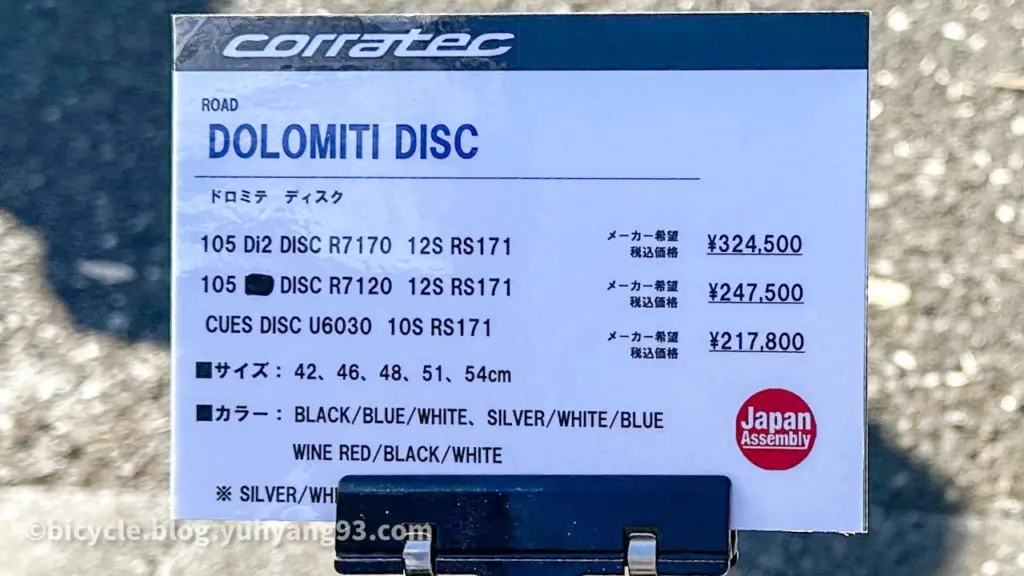 corratec
ROAD
DOLOMITI DISC
ドロミテ ディスク
105 Di2 DISC R7170 12S RS171 メーカー希望税込価格 ¥324,500
105 DISC R7120 12S RS171 メーカー希望税込価格 ¥247,500
CUES DISC U6030 10S RS171 メーカー希望税込価格 ¥217,800
■サイズ： 42、46、48、51、54cm
■カラー： BLACK/BLUE/WHITE、SILVER/WHITE/BLUE
WINE RED/BLACK/WHITE
Japan
Assembly
※ SILVER/
©bicycle.blog.yuhyang93.com